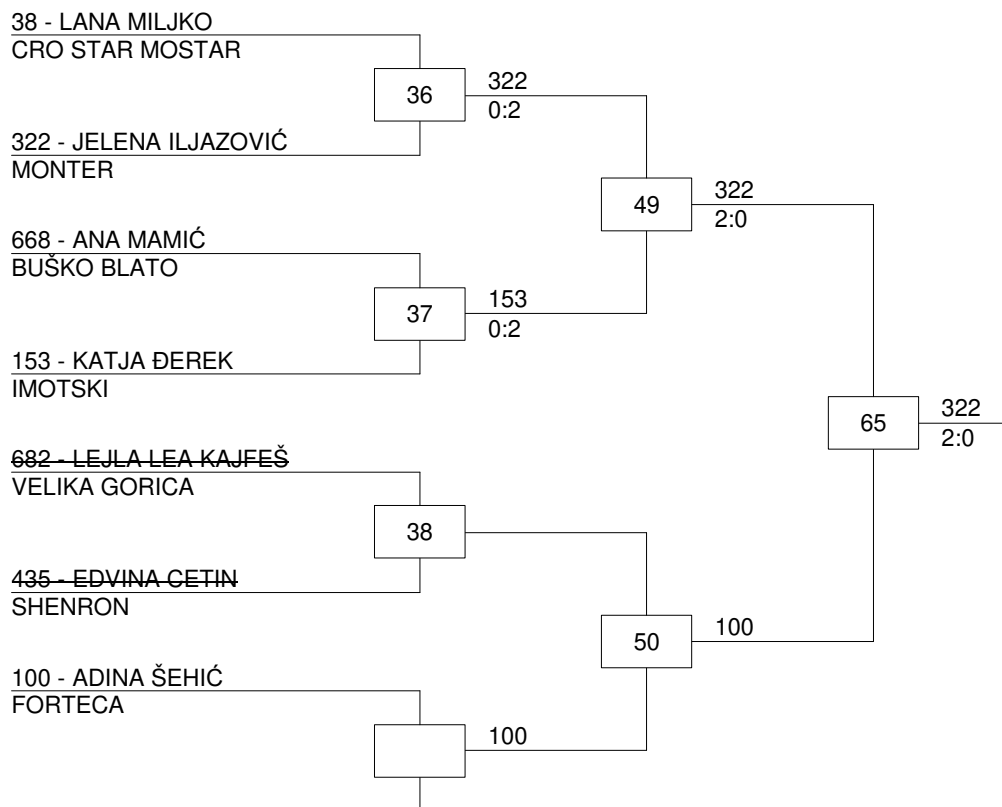 38 - LANA MILJKO
CRO STAR MOSTAR
36
322
0:2
322 - JELENA ILJAZOVIĆ
MONTER
49
322
2:0
668 - ANA MAMIĆ
BUŠKO BLATO
37
153
0:2
153 - KATJA ĐEREK
IMOTSKI
65
322
2:0
682 - LEJLA LEA KAJFEŠ
VELIKA GORICA
38
435 - EDVINA CETIN
SHENRON
50
100
100 - ADINA ŠEHIĆ
FORTECA
100